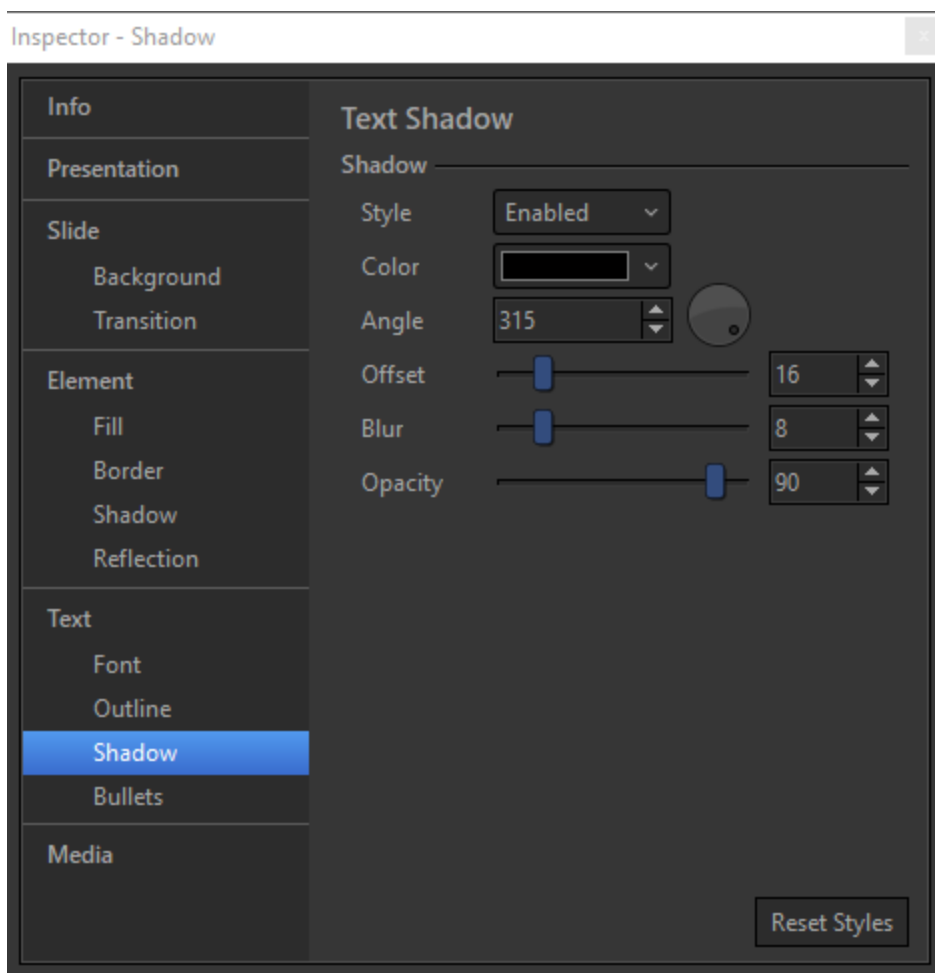 Inspector - Shadow
x
Info
Presentation
Slide
Background
Transition
Element
Fill
Border
Shadow
Reflection
Text
Font
Outline
Shadow
Bullets
Media
Text Shadow
Shadow
Style Enabled
Color
Angle 315
Offset 16
Blur 8
Opacity 90
Reset Styles